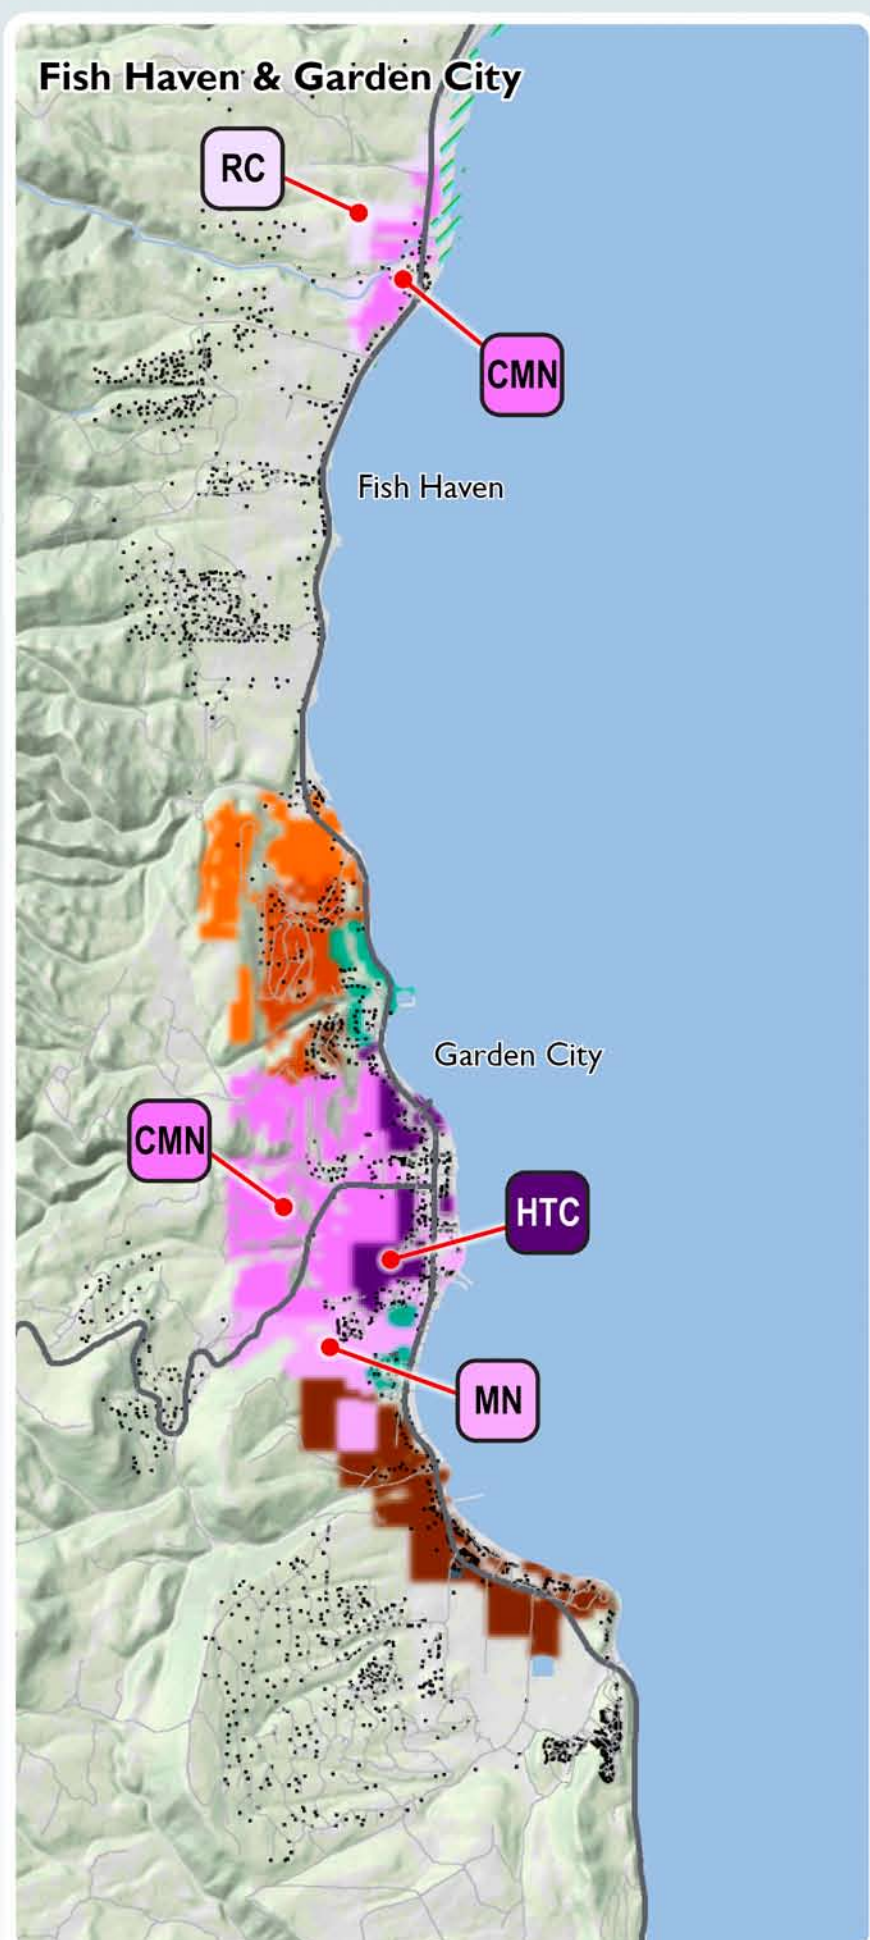 Fish Haven & Garden City
RC
CMN
Fish Haven
Garden City
CMN
HTC
MN